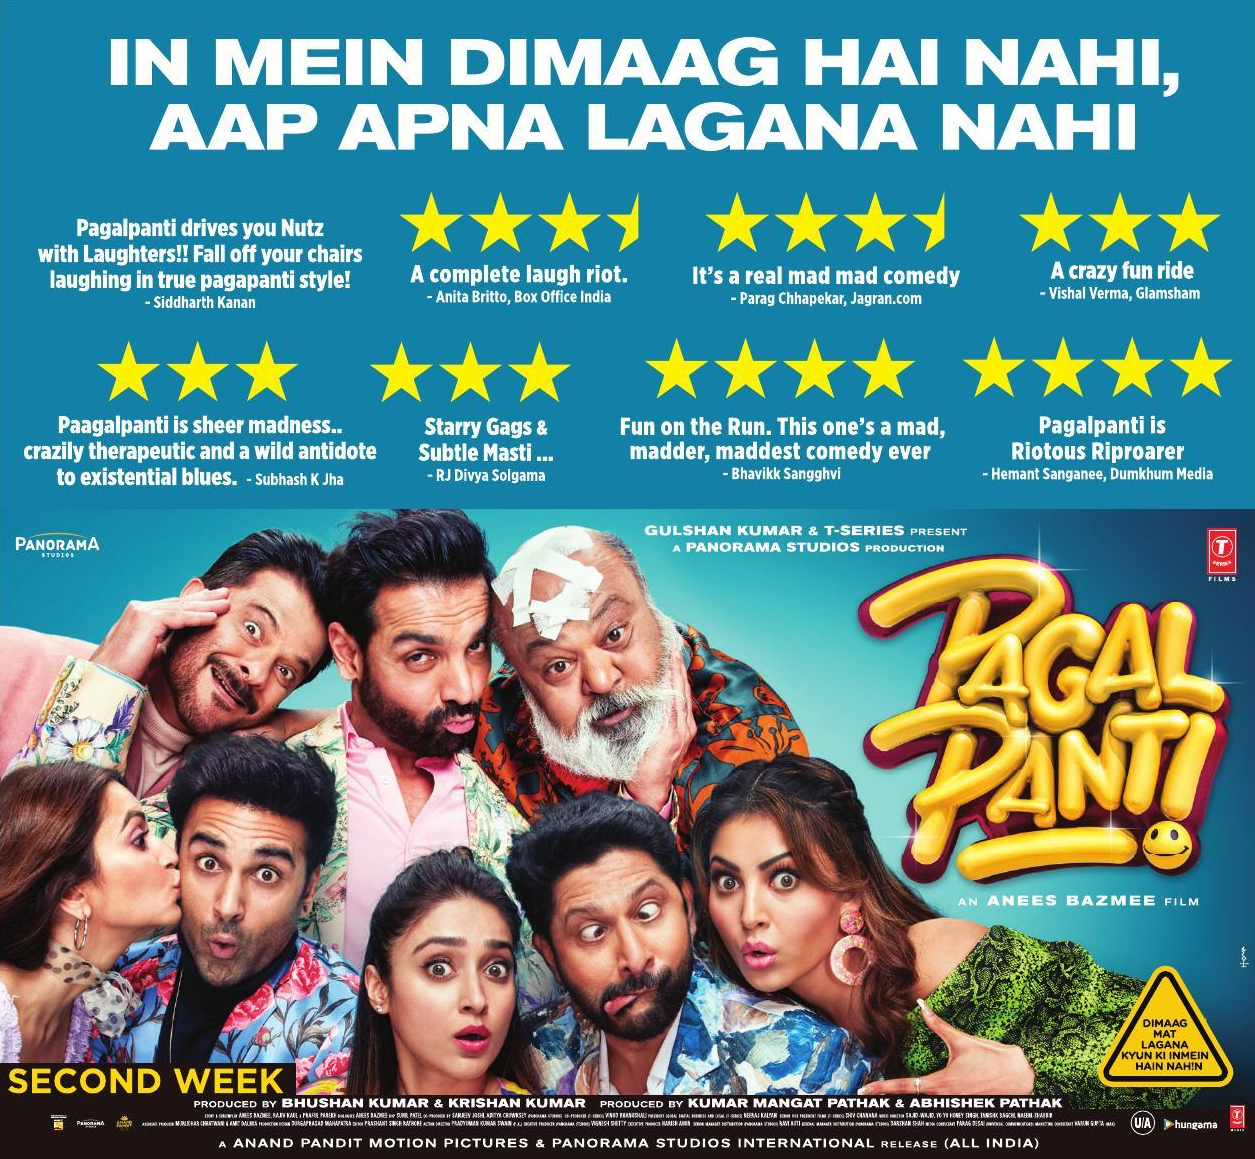 IN MEIN DIMAAG HAI NAHI,
AAP APNA LAGANA NAHI
Pagalpanti drives you Nutz
with Laughters!! Fall off your chairs
laughing in true pagapanti style!
- Siddharth Kanan
A complete laugh riot.
- Anita Britto, Box Office India
It's a real mad mad comedy
- Parag Chhapekar, Jagran.com
A crazy fun ride
- Vishal Verma, Glamsham
Paagalpanti is sheer madness..
crazily therapeutic and a wild antidote
to existential blues. - Subhash K Jha
Starry Gags &
Subtle Masti ...
- RJ Divya Solgama
Fun on the Run. This one's a mad,
madder, maddest comedy ever
- Bhavikk Sangghvi
Pagalpanti is
Riotous Riproarer
- Hemant Sanganee, Dumkhum Media
PANORAMA
STUDIOS
GULSHAN KUMAR & T-SERIES PRESENT
A PANORAMA STUDIOS PRODUCTION
T
SERIES
FILMS
PAGAL
PANTI
AN ANEES BAZMEE FILM
DIMAAG
MAT
LAGANA
KYUN KI INMEIN
HAIN NAH!N
SECOND WEEK
PRODUCED BY BHUSHAN KUMAR & KRISHAN KUMAR PRODUCED BY KUMAR MANGAT PATHAK & ABHISHEK PATHAK
U/A
hungama
A ANAND PANDIT MOTION PICTURES & PANORAMA STUDIOS INTERNATIONAL RELEASE (ALL INDIA)